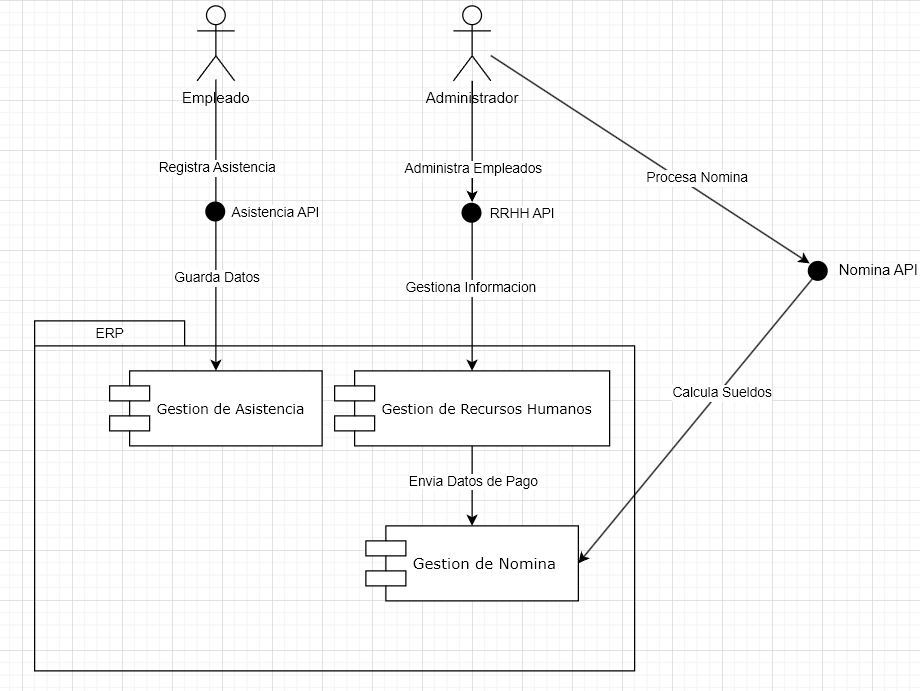 Empleado
Administrador
Registra Asistencia
Administra Empleados
Procesa Nomina
Asistencia API
RRHH API
Nomina API
Guarda Datos
Gestiona Informacion
ERP
Calcula Sueldos
Gestion de Asistencia
Gestion de Recursos Humanos
Envia Datos de Pago
Gestion de Nomina